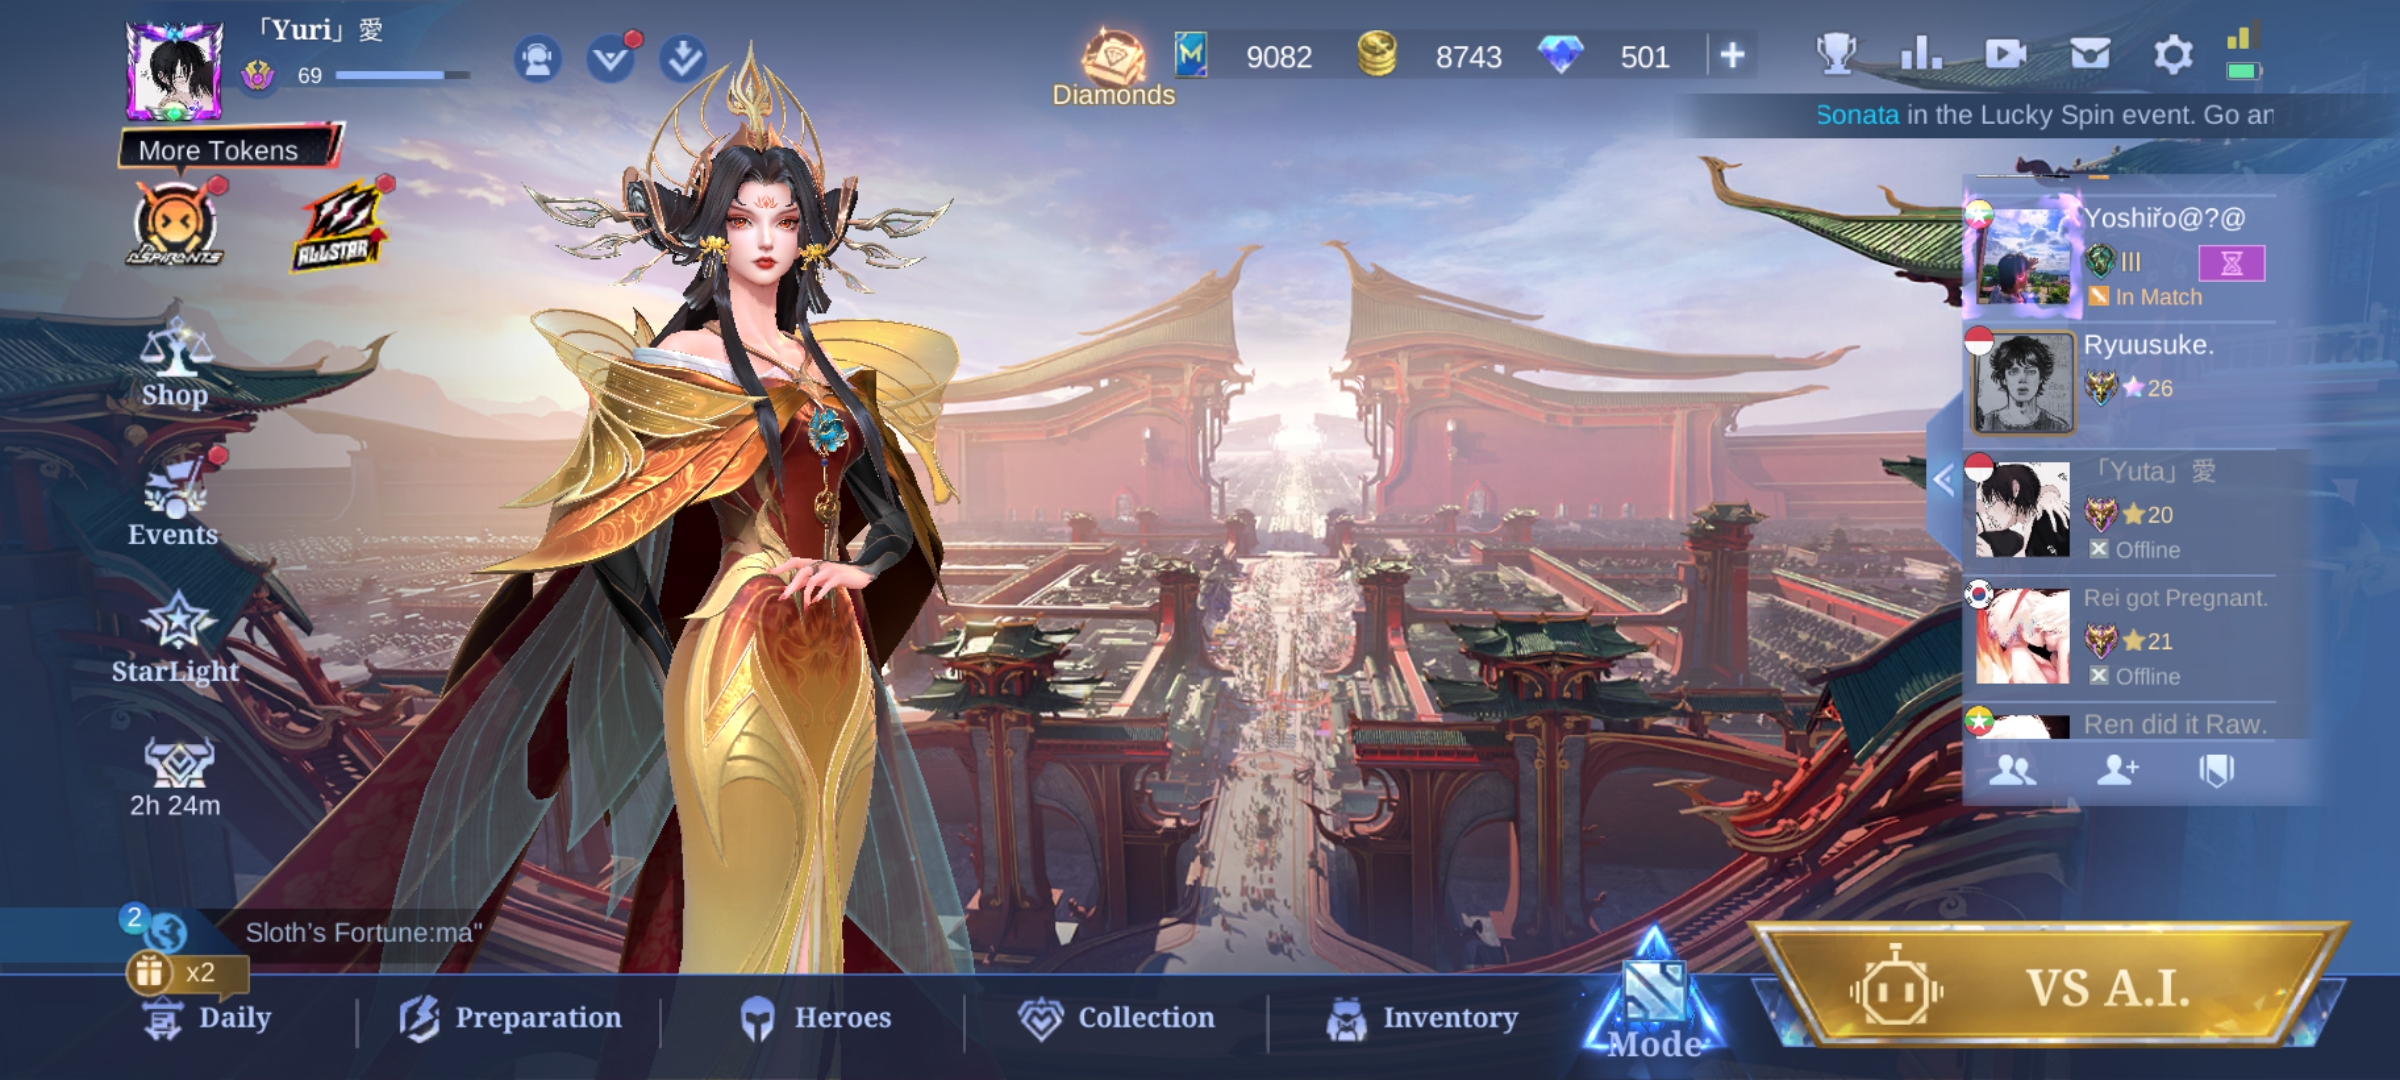 「Yuri」愛
69
Diamonds
9082
8743
501
Sonata in the Lucky Spin event. Go an
More Tokens
ASPIRANTS
ALLSTAR
Shop
Events
StarLight
2h 24m
Yoshiřo@?@
III
In Match
Ryuusuke.
26
「Yuta」愛
20
Offline
Rei got Pregnant.
21
Offline
Ren did it Raw.
2
Sloth's Fortune:ma"
x2
Daily
Preparation
Heroes
Collection
Inventory
Mode
VS A.I.